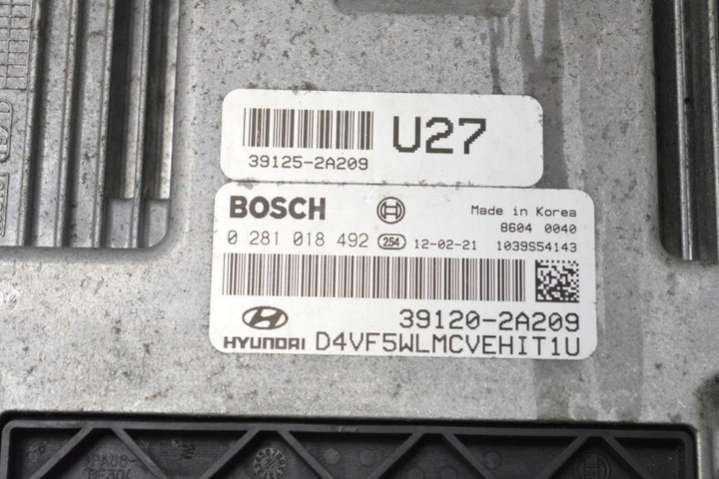 U27
39125-2A209
BOSCH
Made in Korea
8604 0040
0 281 018 492 254 12-02-21 1039S54143
39120-2A209
HYUNDAI D4VF5WLMCVEHIT1U